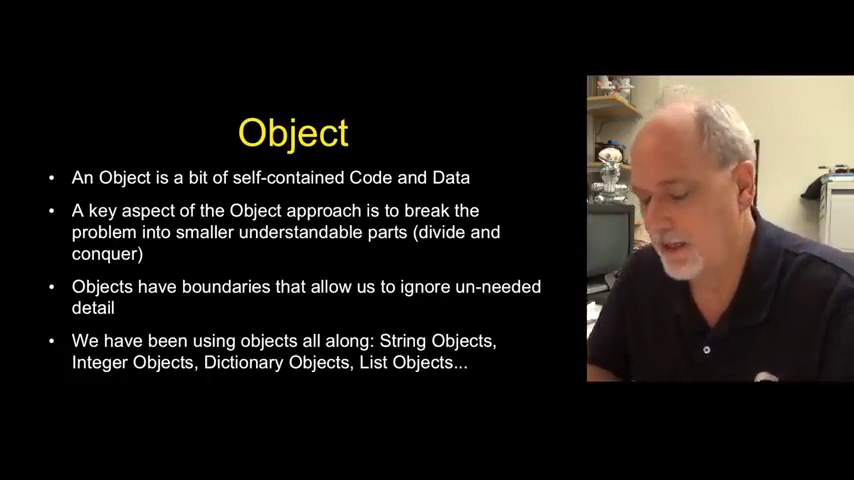 Object
• An Object is a bit of self-contained Code and Data
• A key aspect of the Object approach is to break the
problem into smaller understandable parts (divide and
conquer)
• Objects have boundaries that allow us to ignore un-needed
detail
• We have been using objects all along: String Objects,
Integer Objects, Dictionary Objects, List Objects...